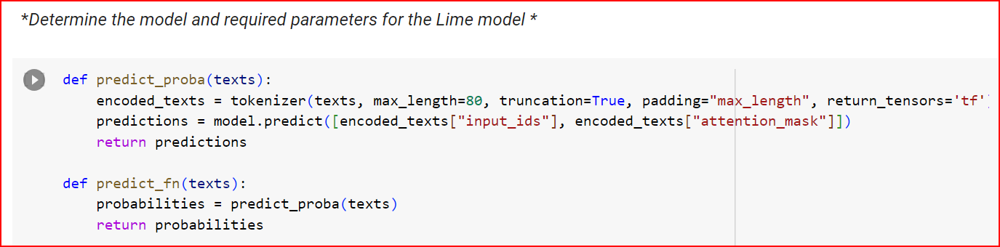 *Determine the model and required parameters for the Lime model *
def predict_proba(texts):
    encoded_texts = tokenizer(texts, max_length=80, truncation=True, padding="max_length", return_tensors='tf'
    predictions = model.predict([encoded_texts["input_ids"], encoded_texts["attention_mask"]])
    return predictions
def predict_fn(texts):
    probabilities = predict_proba(texts)
    return probabilities